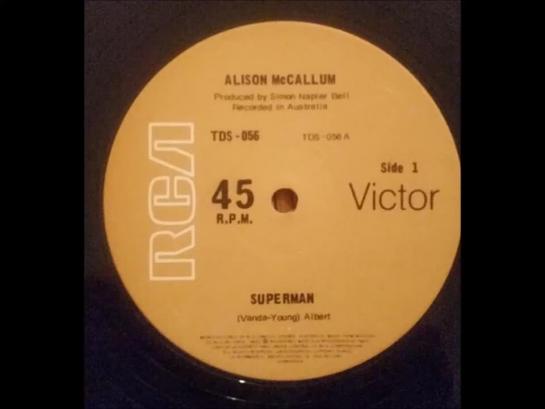 ALISON McCALLUM
Produced by Simon Napier Bell
Recorded in Australia
TDS-056
TDS-056 A
RCA
Side 1
45
R.P.M.
Victor
SUPERMAN
(Vanda-Young) Albert